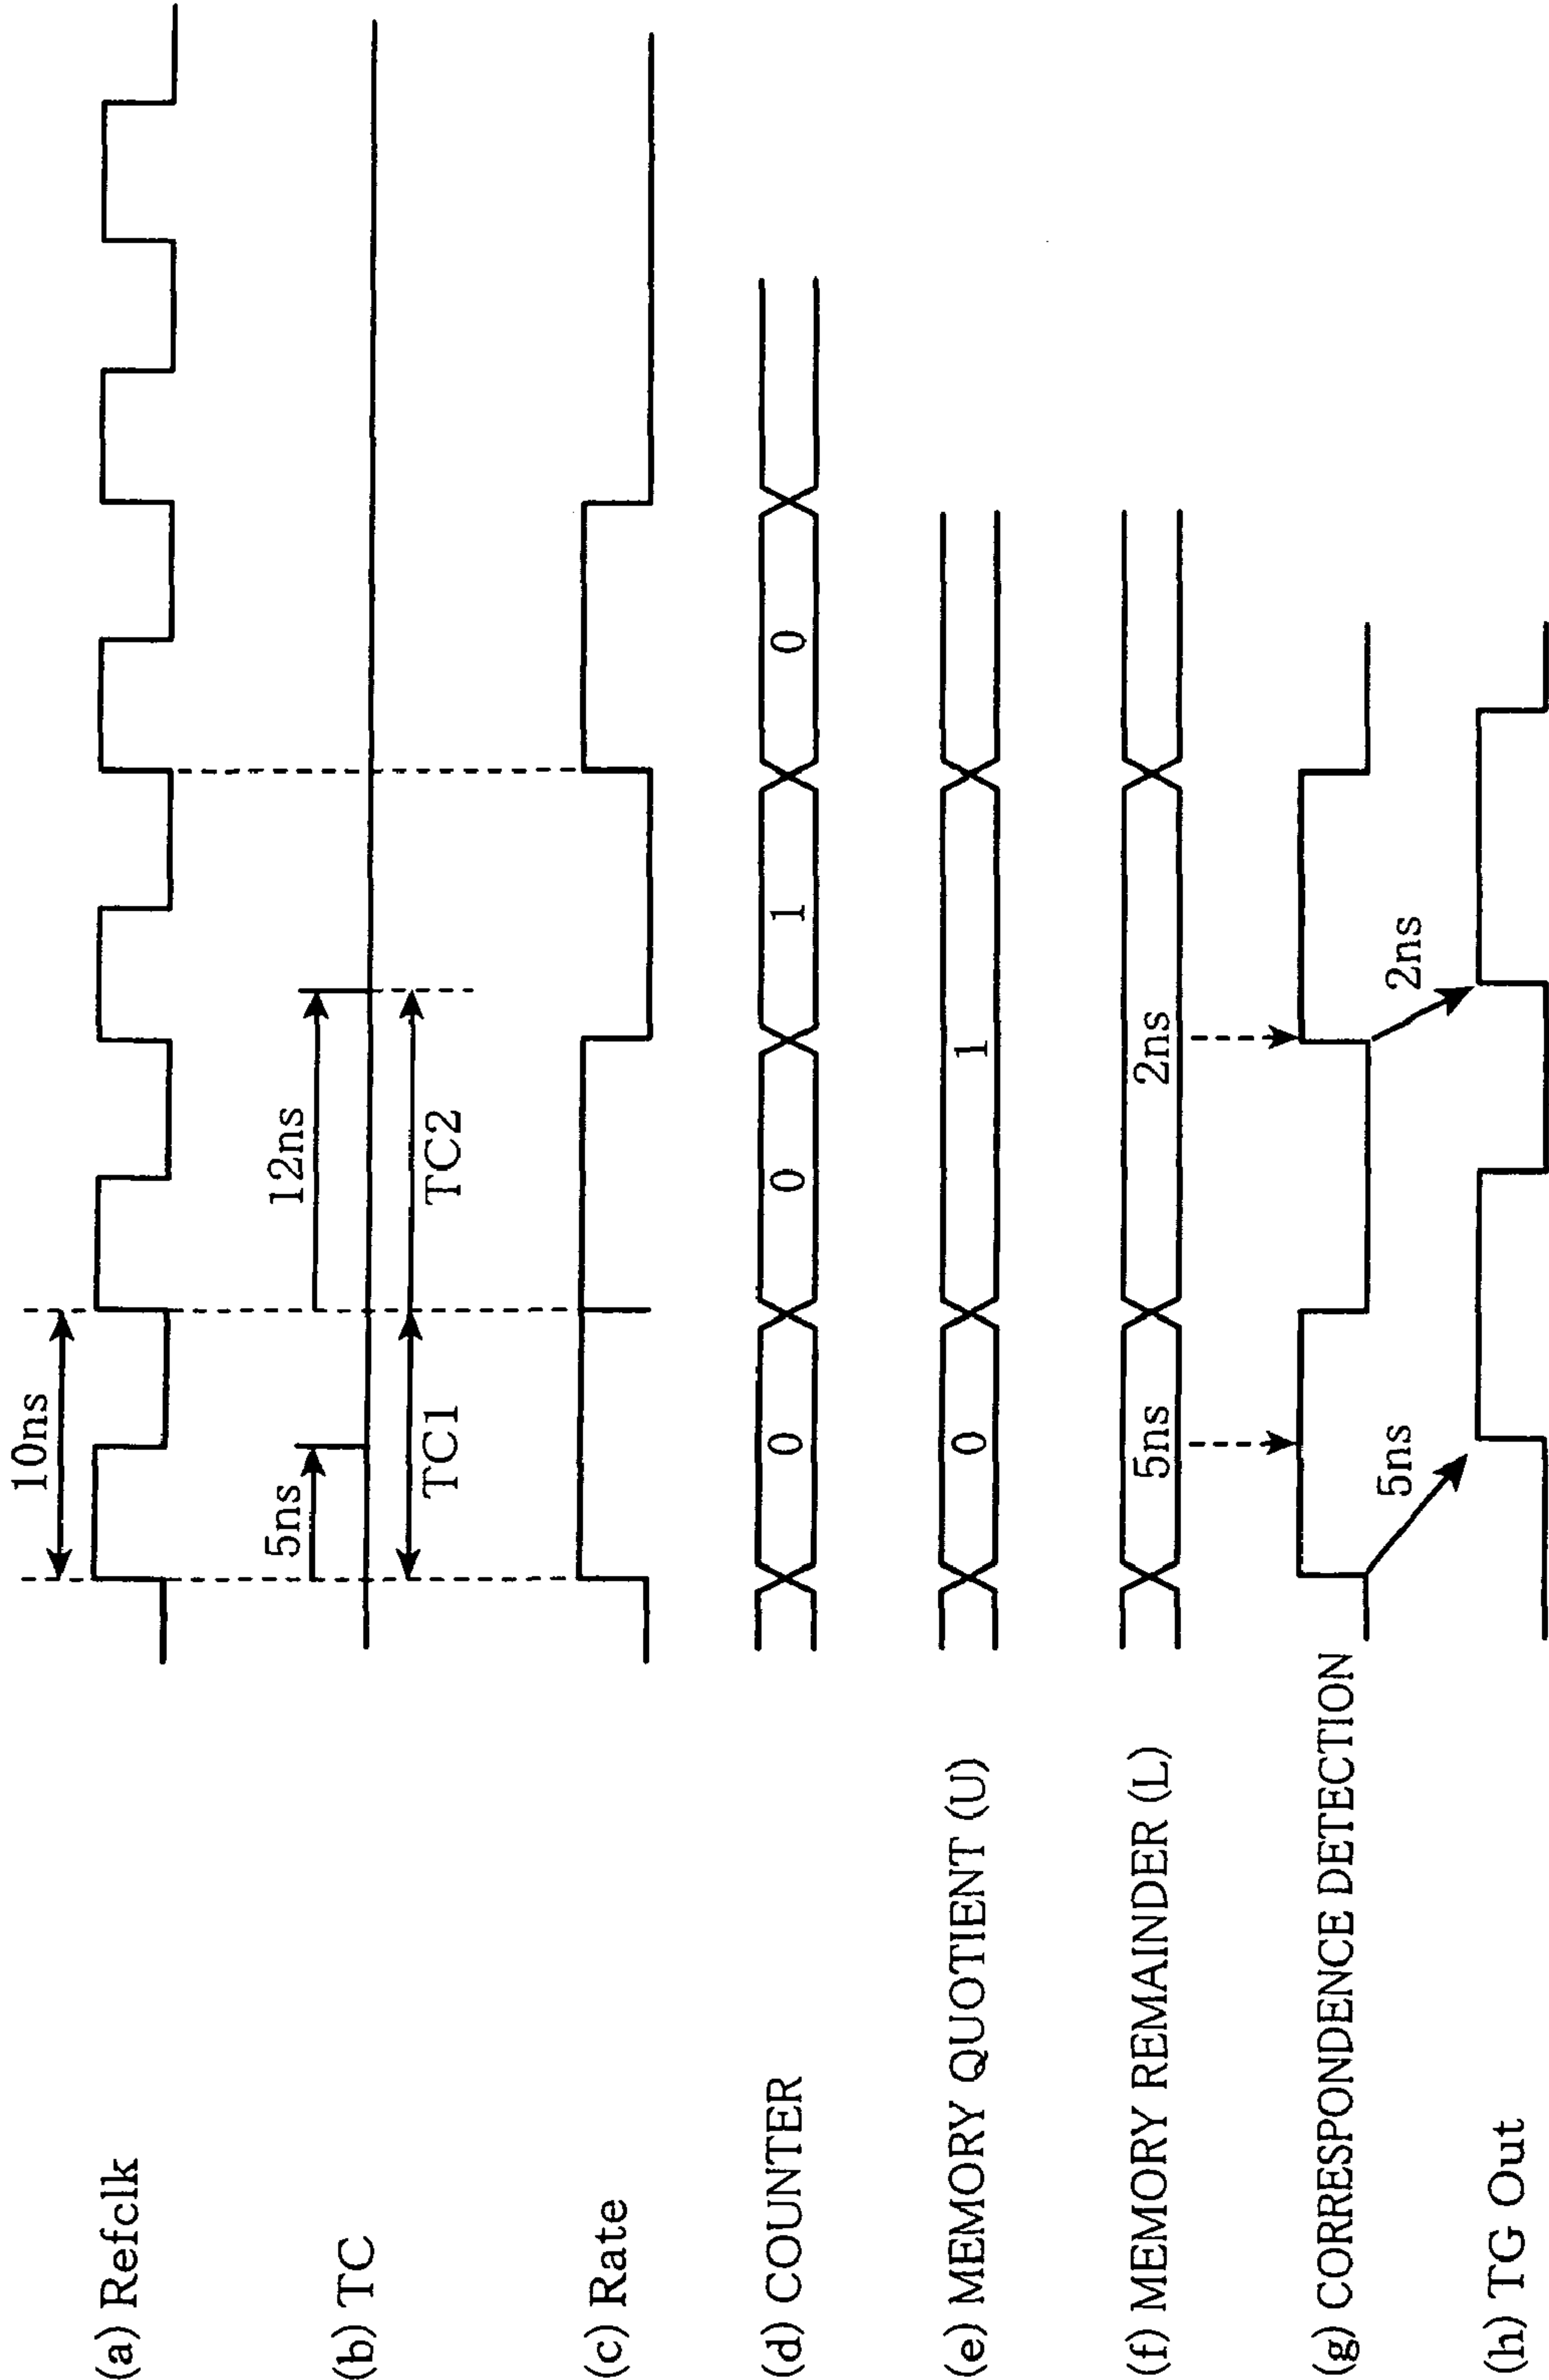 10ns
(a) Refclk
5ns
12ns
(b) TC
TC1
TC2
(c) Rate
(d) COUNTER
0
0
1
0
(e) MEMORY QUOTIENT (U)
0
1
(f) MEMORY REMAINDER (L)
5ns
2ns
(g) CORRESPONDENCE DETECTION
5ns
2ns
(h) TG Out